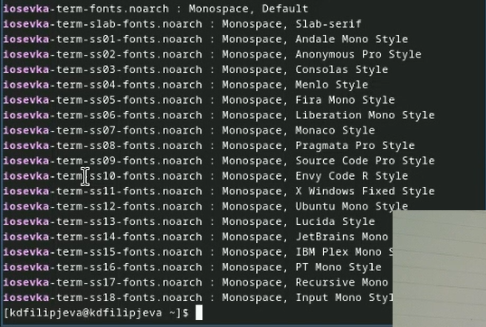 iosevka-term-fonts.noarch : Monospace, Default
iosevka-term-slab-fonts.noarch : Monospace, Slab-serif
iosevka-term-ss01-fonts.noarch : Monospace, Andale Mono Style
iosevka-term-ss02-fonts.noarch : Monospace, Anonymous Pro Style
iosevka-term-ss03-fonts.noarch : Monospace, Consolas Style
iosevka-term-ss04-fonts.noarch : Monospace, Menlo Style
iosevka-term-ss05-fonts.noarch : Monospace, Fira Mono Style
iosevka-term-ss06-fonts.noarch : Monospace, Liberation Mono Style
iosevka-term-ss07-fonts.noarch : Monospace, Monaco Style
iosevka-term-ss08-fonts.noarch : Monospace, Pragmata Pro Style
iosevka-term-ss09-fonts.noarch : Monospace, Source Code Pro Style
iosevka-term-ss10-fonts.noarch : Monospace, Envy Code R Style
iosevka-term-ss11-fonts.noarch : Monospace, X Windows Fixed Style
iosevka-term-ss12-fonts.noarch : Monospace, Ubuntu Mono Style
iosevka-term-ss13-fonts.noarch : Monospace, Lucida Style
iosevka-term-ss14-fonts.noarch : Monospace, JetBrains Mono
iosevka-term-ss15-fonts.noarch : Monospace, IBM Plex Mono S
iosevka-term-ss16-fonts.noarch : Monospace, PT Mono Style
iosevka-term-ss17-fonts.noarch : Monospace, Recursive Mono
iosevka-term-ss18-fonts.noarch : Monospace, Input Mono Styl
[kdfilipjeva@kdfilipjeva ~]$